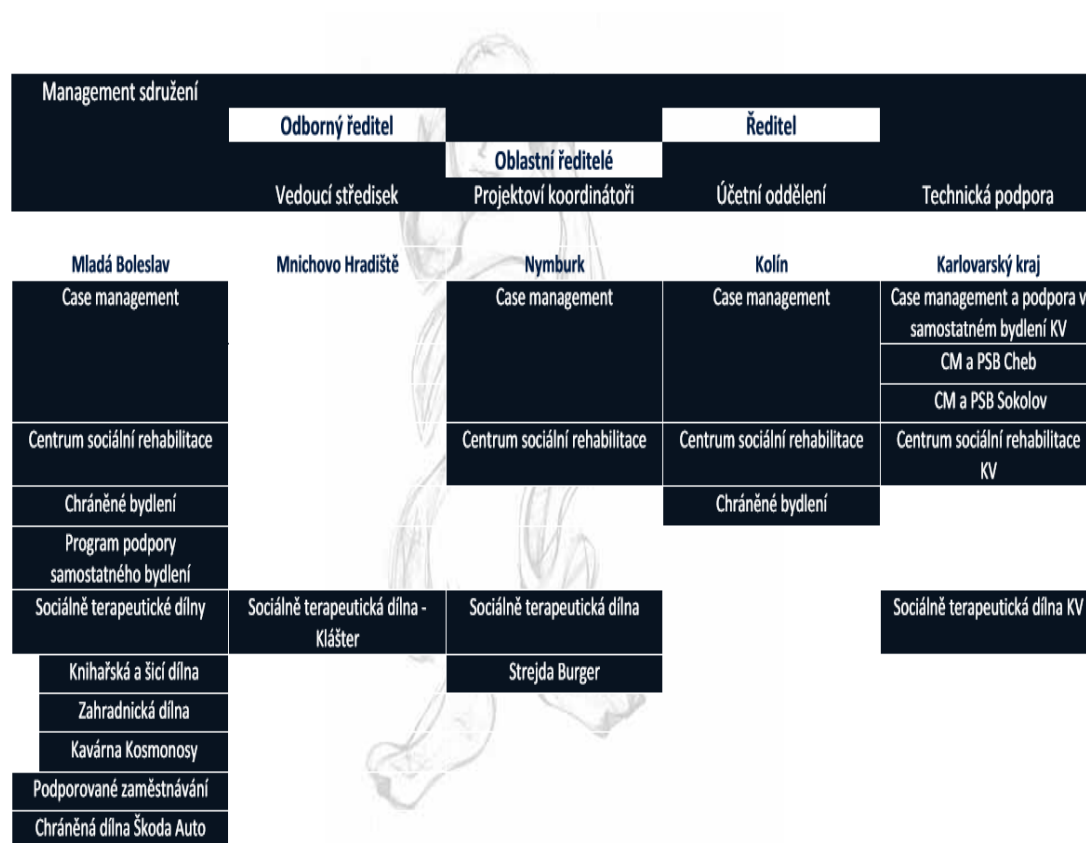 Management sdružení
Odborný ředitel Ředitel
Oblastní ředitelé
Vedoucí středisek Projektoví koordinátoři Účetní oddělení Technická podpora
Mladá Boleslav Mnichovo Hradiště Nymburk Kolín Karlovarský kraj
Case management Case management Case management Case management a podpora v
samostatném bydlení KV
CM a PSB Cheb
CM a PSB Sokolov
Centrum sociální rehabilitace Centrum sociální rehabilitace Centrum sociální rehabilitace Centrum sociální rehabilitace
KV
Chráněné bydlení Chráněné bydlení
Program podpory
samostatného bydlení
Sociálně terapeutické dílny Sociálně terapeutická dílna - Sociálně terapeutická dílna Sociálně terapeutická dílna KV
Klášter
Knihařská a šicí dílna Strejda Burger
Zahradnická dílna
Kavárna Kosmonosy
Podporované zaměstnávání
Chráněná dílna Škoda Auto